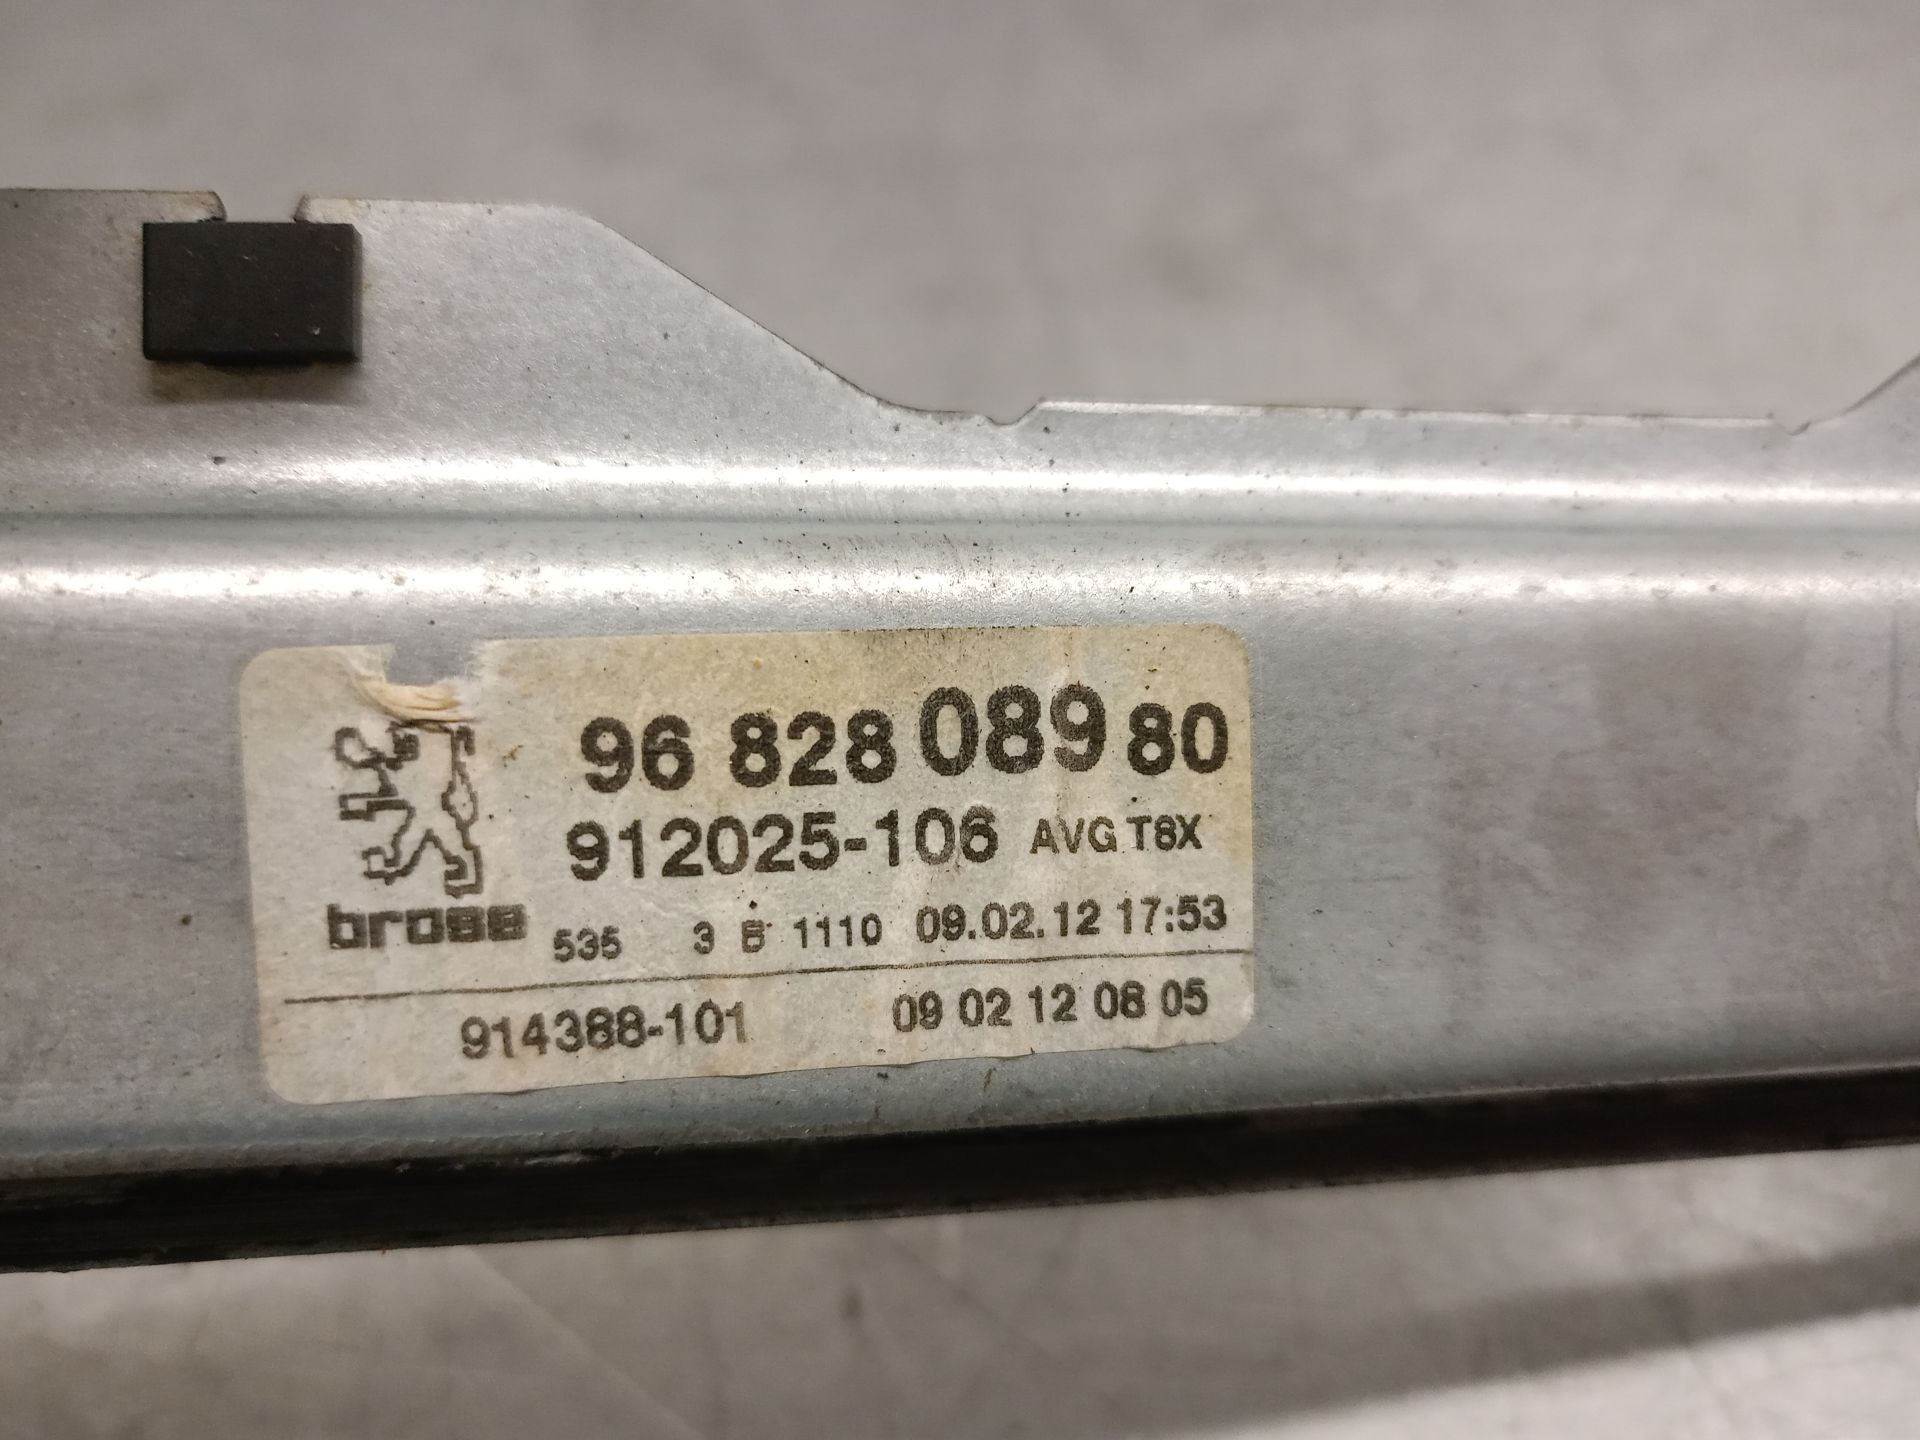 96 828 089 80
912025-106 AVG T8X
brose 535 3 B 1110 09.02.12 17:53
914388-101 09 02 12 08 05